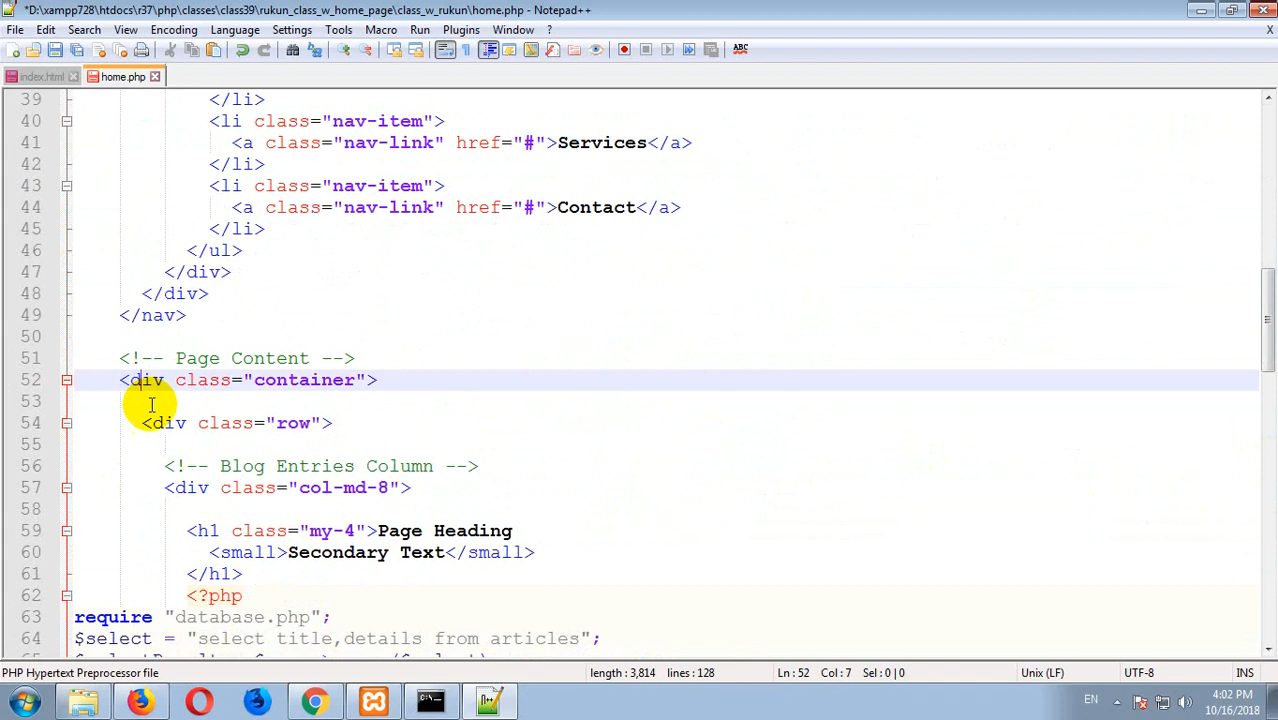 *D:\xampp728\htdocs\r37\php\classes\class39\rukun_class_w_home_page\class_w_rukun\home.php - Notepad++
File Edit Search View Encoding Language Settings Tools Macro Run Plugins Window ? X
ABC
index.html home.php
39 </li>
40 <li class="nav-item">
41 <a class="nav-link" href="#">Services</a>
42 </li>
43 <li class="nav-item">
44 <a class="nav-link" href="#">Contact</a>
45 </li>
46 </ul>
47 </div>
48 </div>
49 </nav>
50
51 <!-- Page Content -->
52 <div class="container">
53
54 <div class="row">
55
56 <!-- Blog Entries Column -->
57 <div class="col-md-8">
58
59 <h1 class="my-4">Page Heading
60 <small>Secondary Text</small>
61 </h1>
62 <?php
63 require "database.php";
64 $select = "select title,details from articles";
PHP Hypertext Preprocessor file length : 3,814 lines : 128 Ln : 52 Col : 7 Sel : 0 | 0 Unix (LF) UTF-8 INS
EN 4:02 PM
10/16/2018